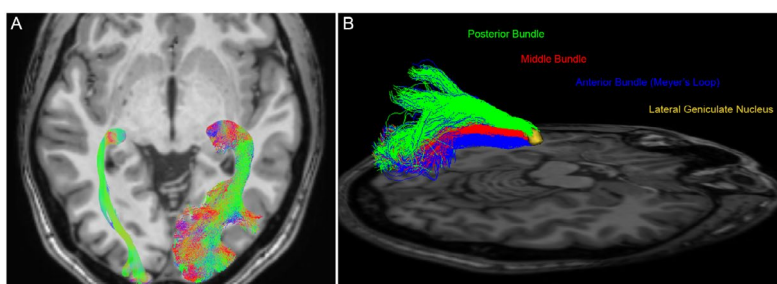 A
B
Posterior Bundle
Middle Bundle
Anterior Bundle (Meyer's Loop)
Lateral Geniculate Nucleus